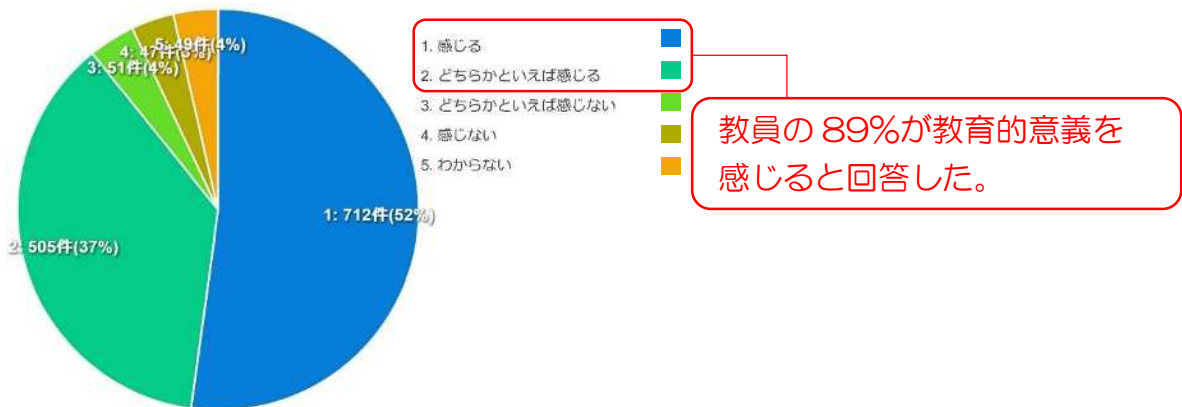 5: 49件(4%)
4: 47件(3%)
3: 51件(4%)
1: 712件(52%)
2: 505件(37%)
1. 感じる
2. どちらかといえば感じる
3. どちらかといえば感じない
4. 感じない
5. わからない
教員の 89%が教育的意義を
感じると回答した。